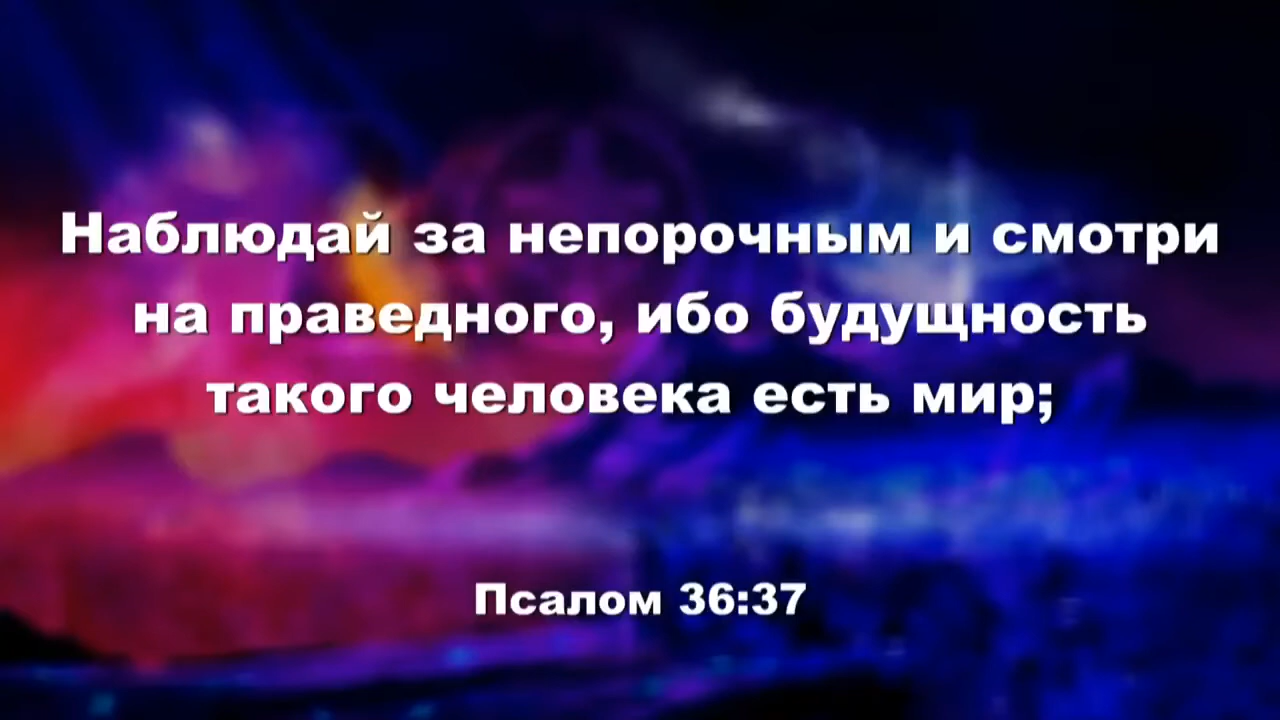 Наблюдай за непорочным и смотри
на праведного, ибо будущность
такого человека есть мир;
Псалом 36:37